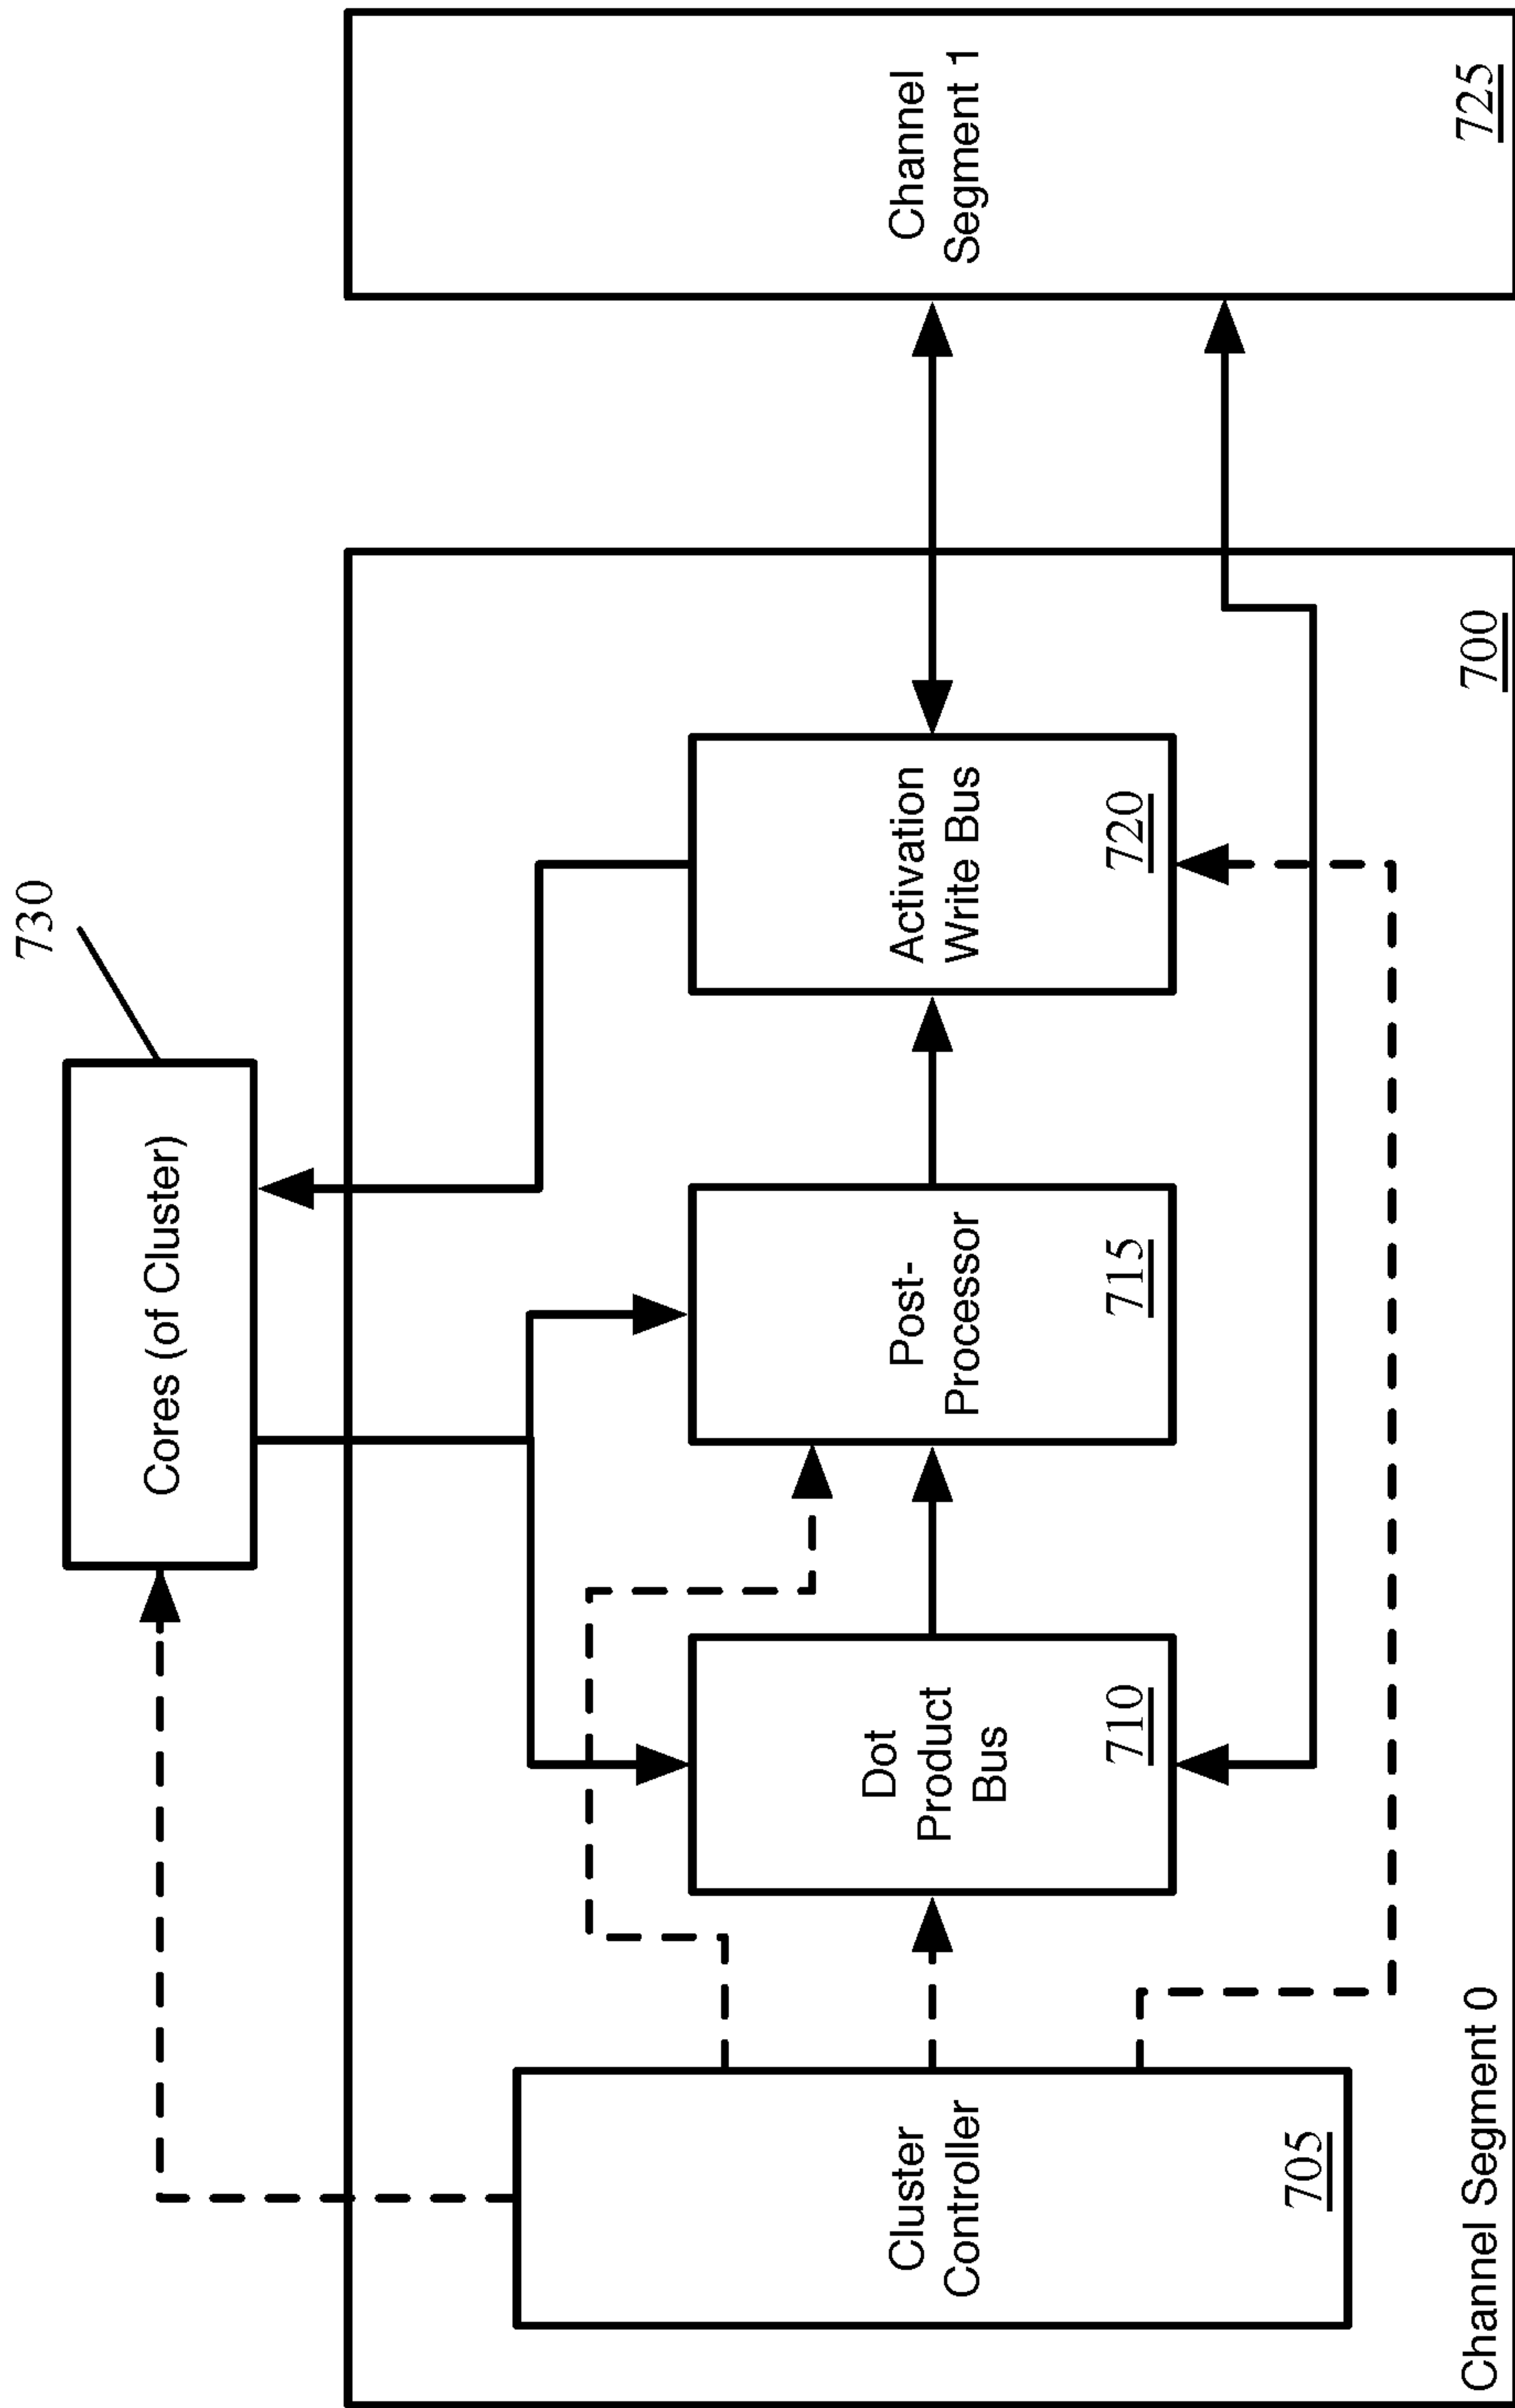 730
Cores (of Cluster)
Cluster
Controller
705
Dot
Product
Bus
710
Post-
Processor
715
Activation
Write Bus
720
Channel
Segment 1
725
Channel Segment 0
700